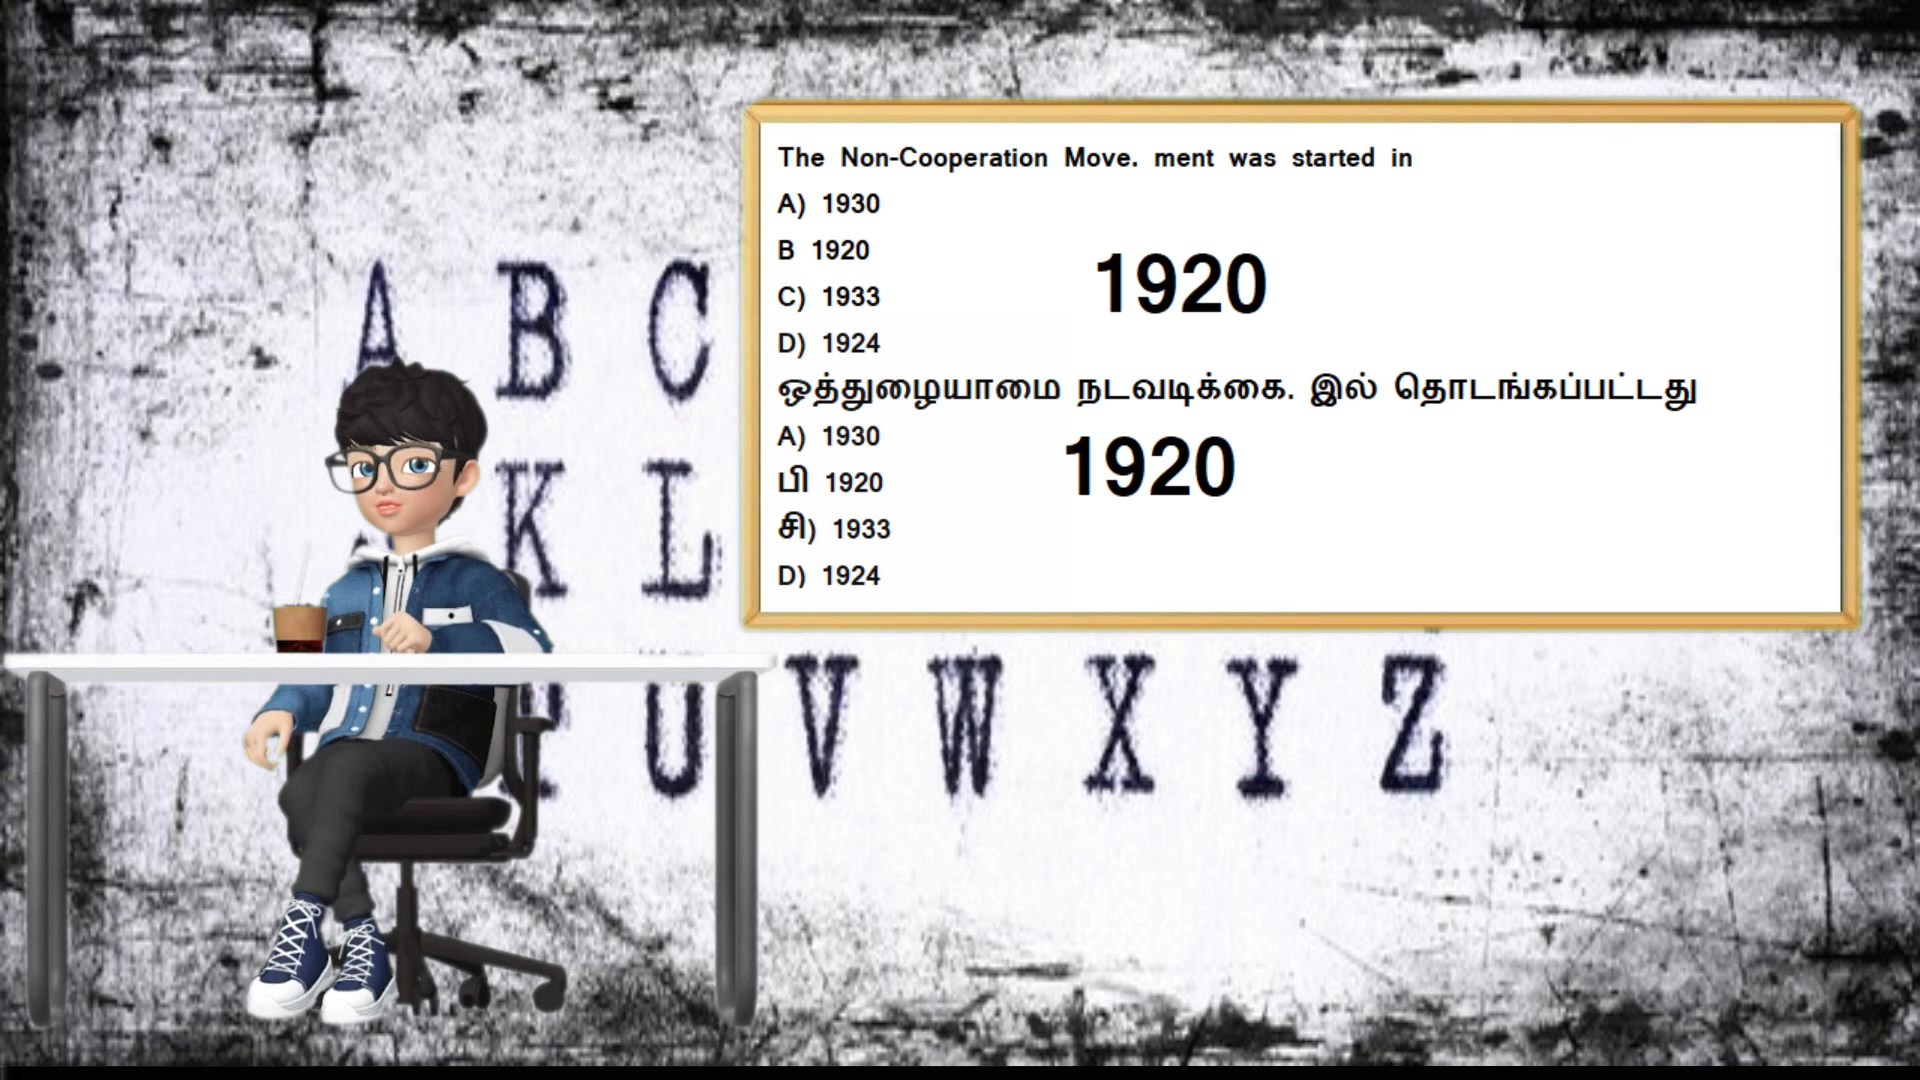 The Non-Cooperation Move. ment was started in
A) 1930
B 1920
C) 1933
D) 1924
1920
ஒத்துழையாமை நடவடிக்கை. இல் தொடங்கப்பட்டது
A) 1930
பி 1920
சி) 1933
D) 1924
1920
A B C
K L
U V W X Y Z